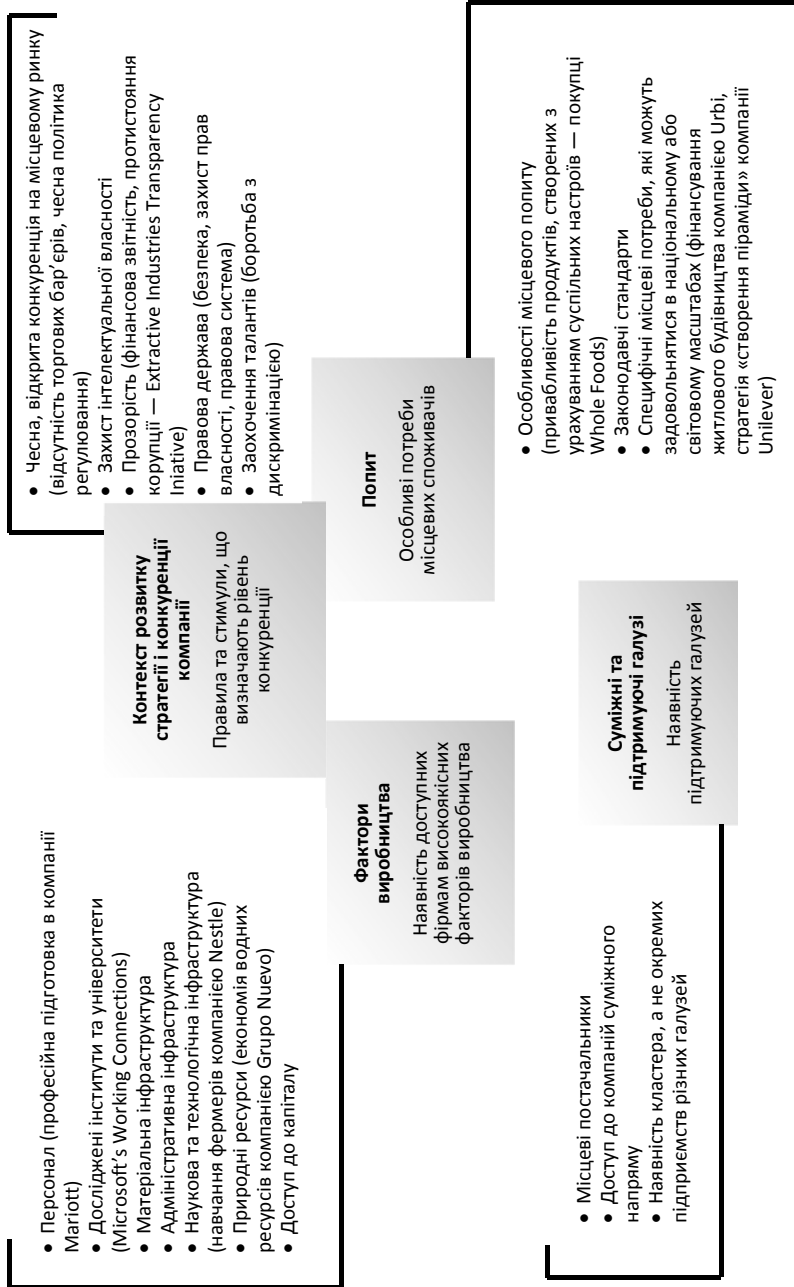 • Персонал (професійна підготовка в компанії
Mariott)
• Досліджені інститути та університети
(Microsoft’s Working Connections)
• Матеріальна інфраструктура
• Адміністративна інфраструктура
• Наукова та технологічна інфраструктура
(навчання фермерів компанією Nestle)
• Природні ресурси (економія водних
ресурсів компанією Grupo Nuevo)
• Доступ до капіталу
Контекст розвитку
стратегії і конкуренції
компанії
Правила та стимули, що
визначають рівень
конкуренції
• Чесна, відкрита конкуренція на місцевому ринку
(відсутність торгових бар’єрів, чесна політика
регулювання)
• Захист інтелектуальної власності
• Прозорість (фінансова звітність, протистояння
корупції — Extractive Industries Transparency
Iniative)
• Правова держава (безпека, захист прав
власності, правова система)
• Заохочення талантів (боротьба з
дискримінацією)
Фактори
виробництва
Наявність доступних
фірмам високоякісних
факторів виробництва
Попит
Особливі потреби
місцевих споживачів
• Місцеві постачальники
• Доступ до компаній суміжного
напряму
• Наявність кластера, а не окремих
підприємств різних галузей
Суміжні та
підтримуючі галузі
Наявність
підтримуючих галузей
• Особливості місцевого попиту
(привабливість продуктів, створених з
урахуванням суспільних настроїв — покупці
Whole Foods)
• Законодавчі стандарти
• Специфічні місцеві потреби, які можуть
задовольнятися в національному або
світовому масштабах (фінансування
житлового будівництва компанією Urbi,
стратегія «створення піраміди» компанії
Unilever)